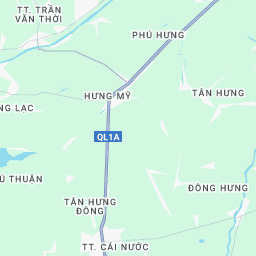 TT. TRẦN
VĂN THỜI
PHÚ HƯNG
HƯNG MỸ
TÂN HƯNG
QL1A
TÂN HƯNG
ĐÔNG
ĐÔNG HƯNG
TT. CÁI NƯỚC